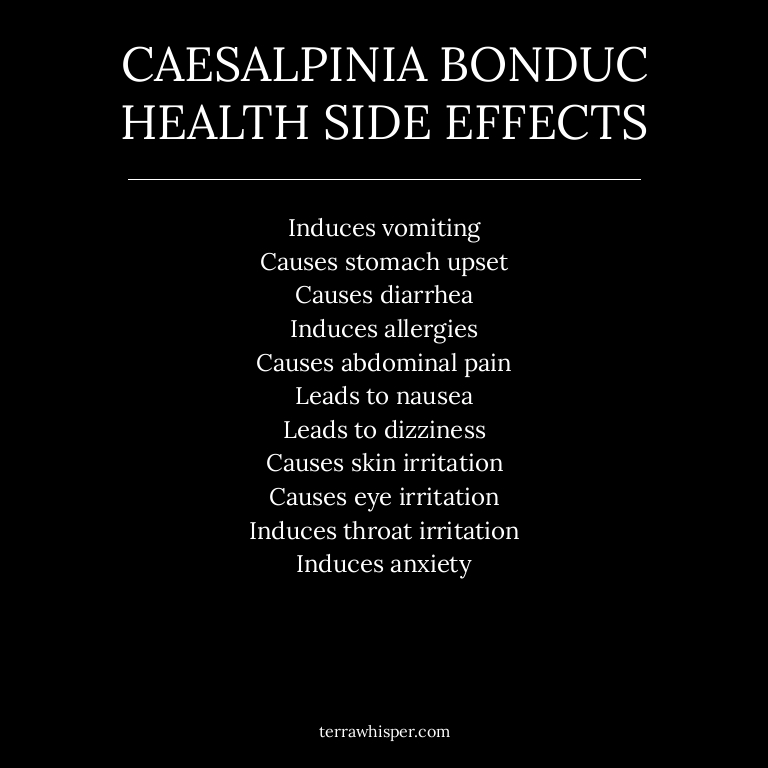 CAESALPINIA BONDUC
HEALTH SIDE EFFECTS
Induces vomiting
Causes stomach upset
Causes diarrhea
Induces allergies
Causes abdominal pain
Leads to nausea
Leads to dizziness
Causes skin irritation
Causes eye irritation
Induces throat irritation
Induces anxiety
terrawhisper.com